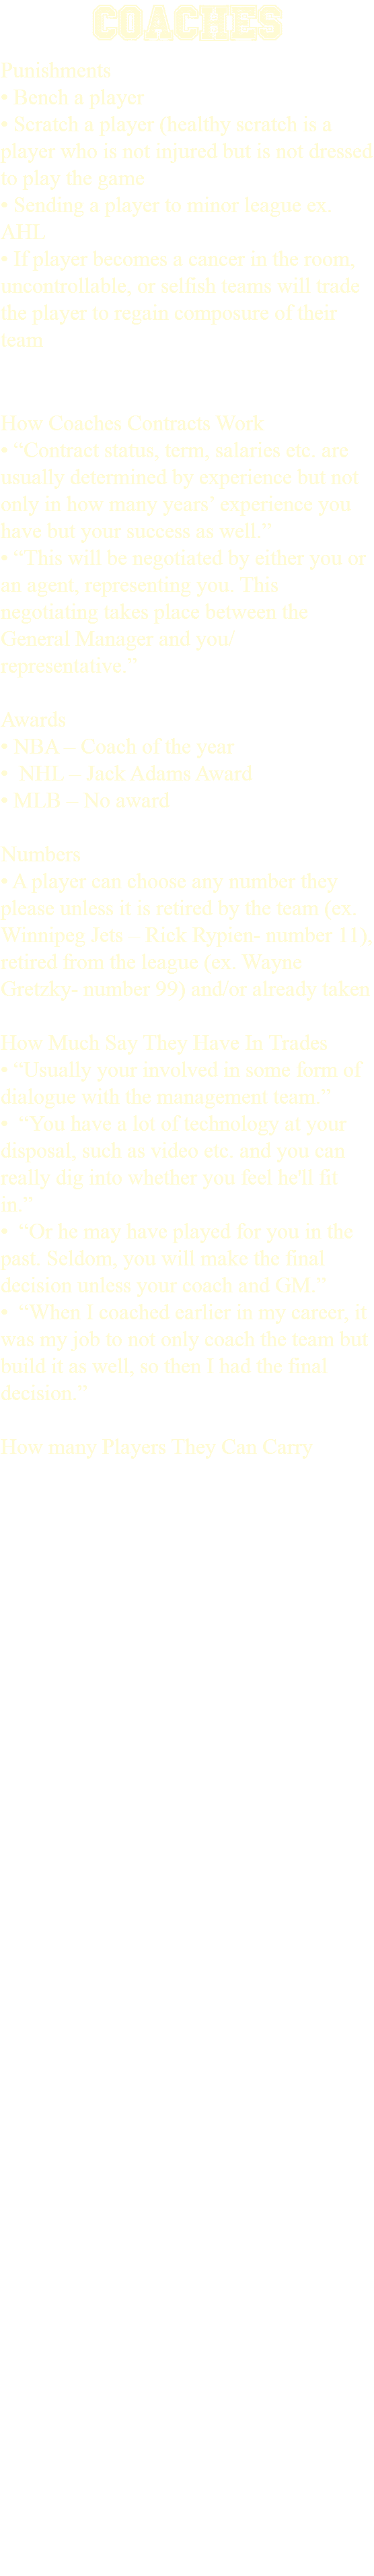 COACHES
Punishments
• Bench a player
• Scratch a player (healthy scratch is a
player who is not injured but is not dressed
to play the game
• Sending a player to minor league ex.
AHL
• If player becomes a cancer in the room,
uncontrollable, or selfish teams will trade
the player to regain composure of their
team
How Coaches Contracts Work
• “Contract status, term, salaries etc. are
usually determined by experience but not
only in how many years’ experience you
have but your success as well.”
• “This will be negotiated by either you or
an agent, representing you. This
negotiating takes place between the
General Manager and you/
representative.”
Awards
• NBA – Coach of the year
• NHL – Jack Adams Award
• MLB – No award
Numbers
• A player can choose any number they
please unless it is retired by the team (ex.
Winnipeg Jets – Rick Rypien- number 11),
retired from the league (ex. Wayne
Gretzky- number 99) and/or already taken
How Much Say They Have In Trades
• “Usually your involved in some form of
dialogue with the management team.”
• “You have a lot of technology at your
disposal, such as video etc. and you can
really dig into whether you feel he'll fit
in.”
• “Or he may have played for you in the
past. Seldom, you will make the final
decision unless your coach and GM.”
• “When I coached earlier in my career, it
was my job to not only coach the team but
build it as well, so then I had the final
decision.”
How many Players They Can Carry